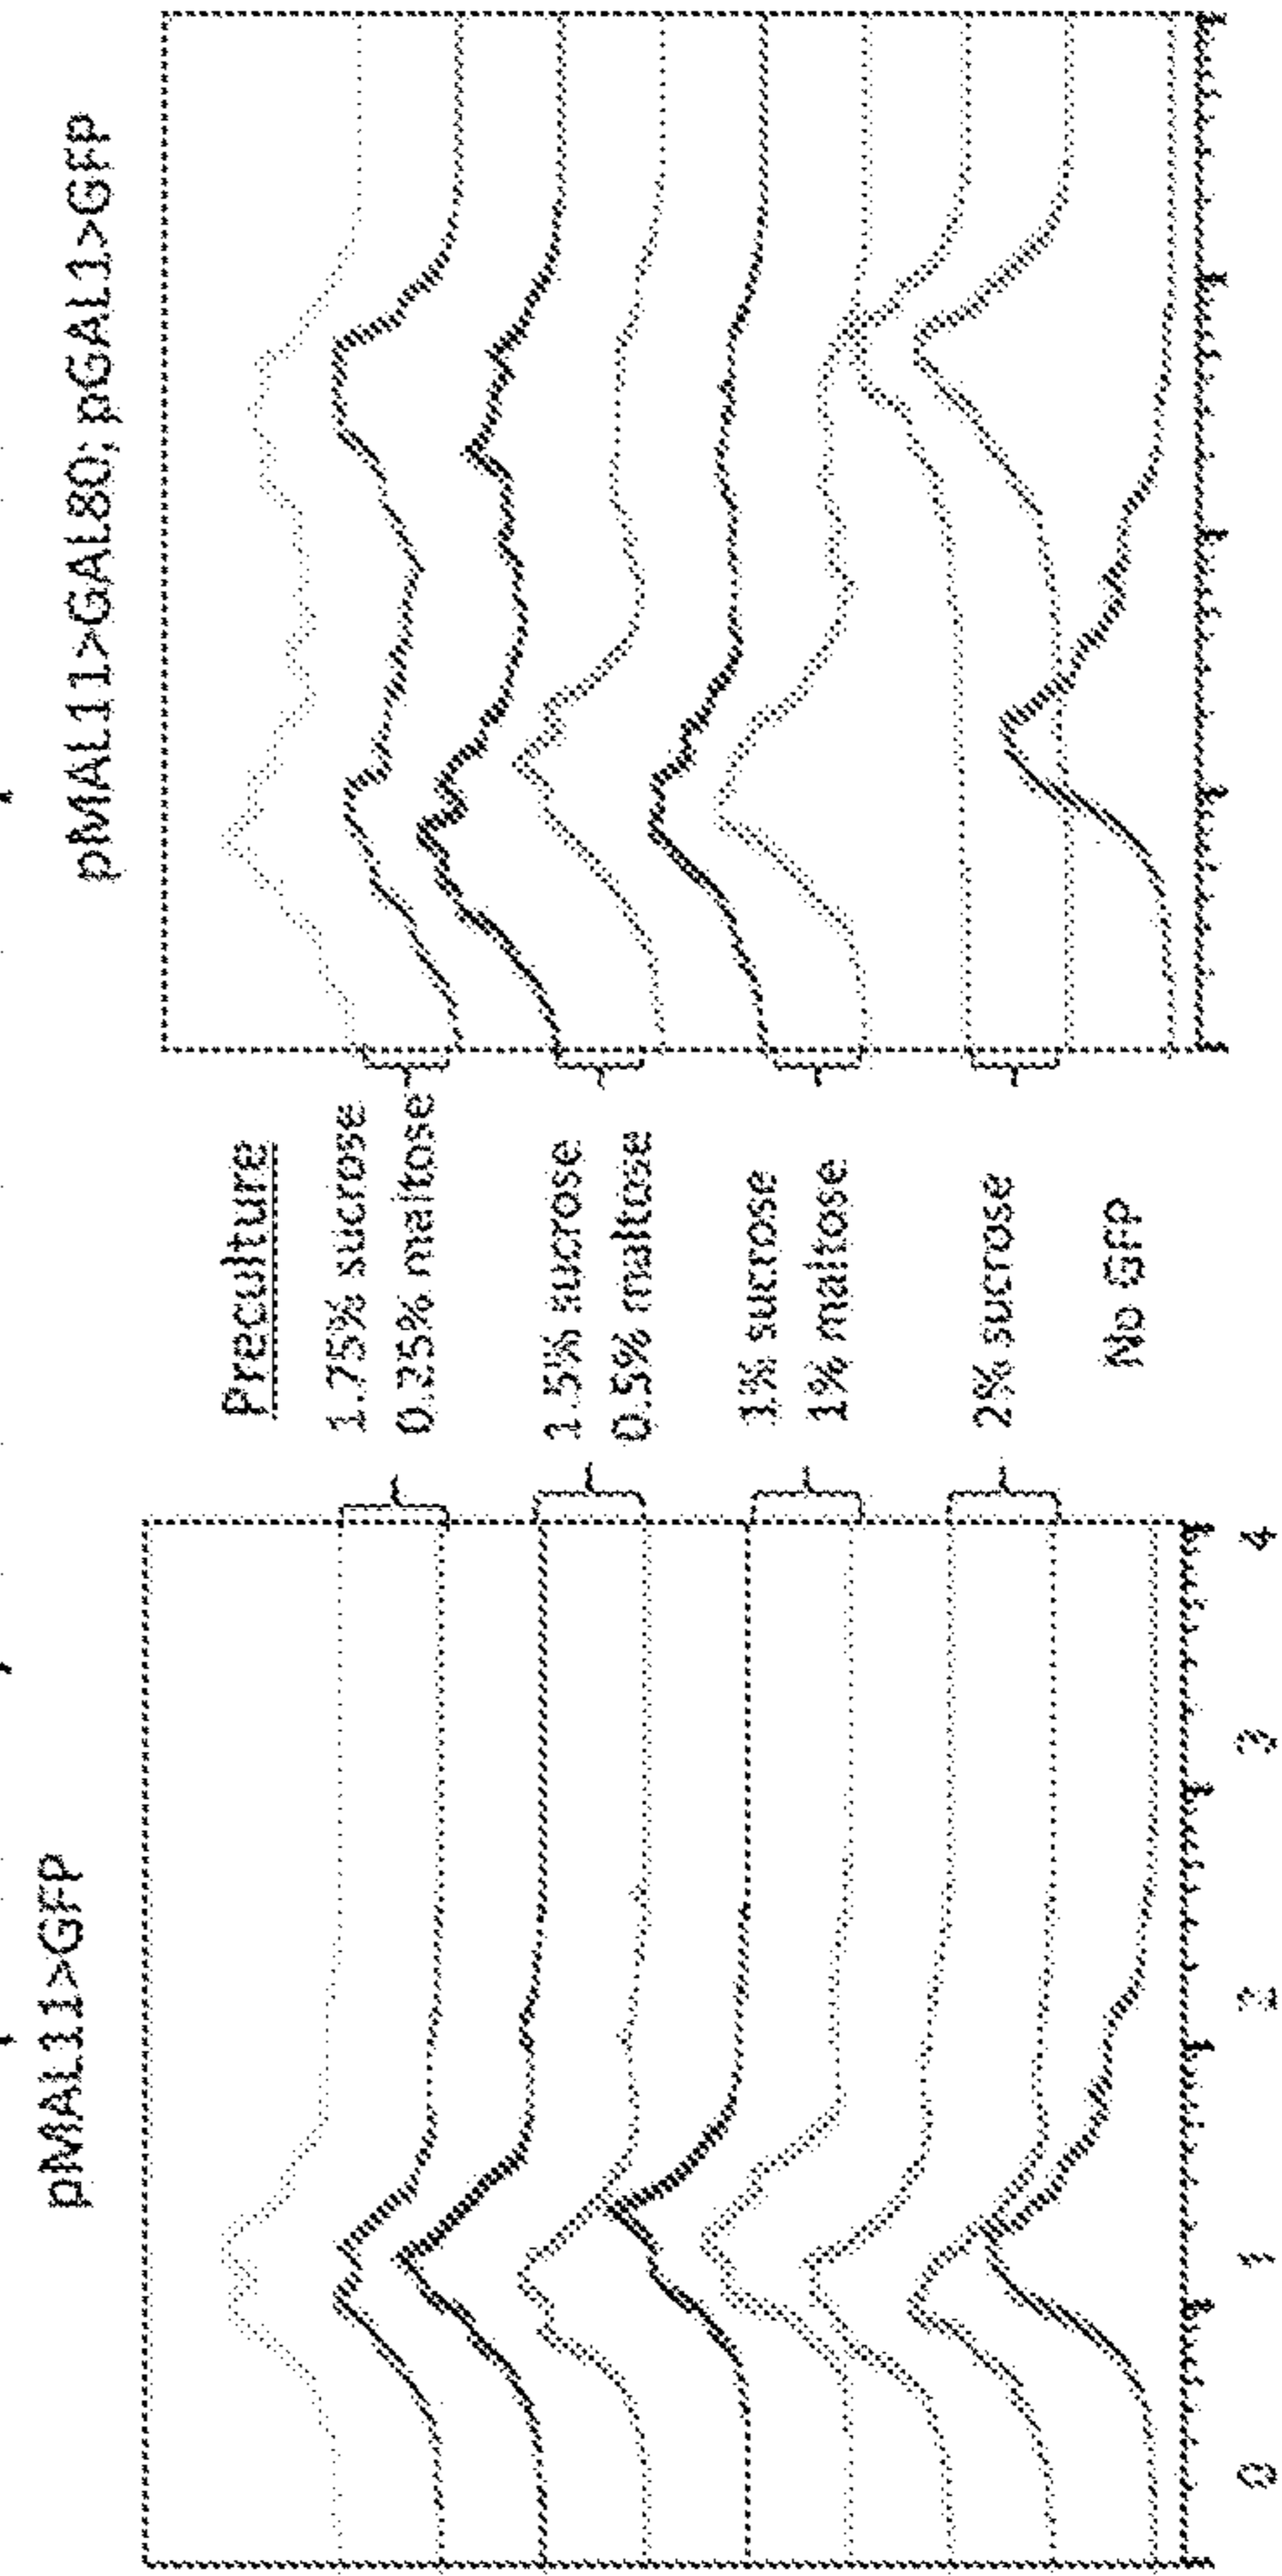 pMAL11>GFP
pMAL11>GAL80; pGAL1>GFP
Preculture
1.75% sucrose
0.25% maltose
1.5% sucrose
0.5% maltose
1% sucrose
1% maltose
2% sucrose
No GFP
0 1 2 3 4